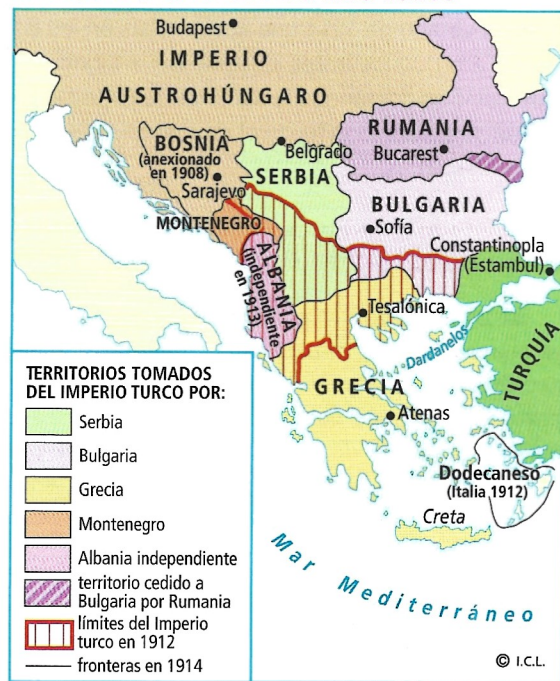 Budapest
IMPERIO
AUSTROHÚNGARO
RUMANIA
BOSNIA
(anexionado
en 1908)
Belgrado
Bucarest
Sarajevo
SERBIA
BULGARIA
MONTENEGRO
Sofía
Constantinopla
(Estambul)
ALBANIA
(independiente
en 1913)
Tesalónica
Dardanelos
TURQUÍA
GRECIA
Atenas
Dodecaneso
(Italia 1912)
Creta
Mar Mediterráneo
TERRITORIOS TOMADOS
DEL IMPERIO TURCO POR:
Serbia
Bulgaria
Grecia
Montenegro
Albania independiente
territorio cedido a
Bulgaria por Rumania
límites del Imperio
turco en 1912
fronteras en 1914
© I.C.L.